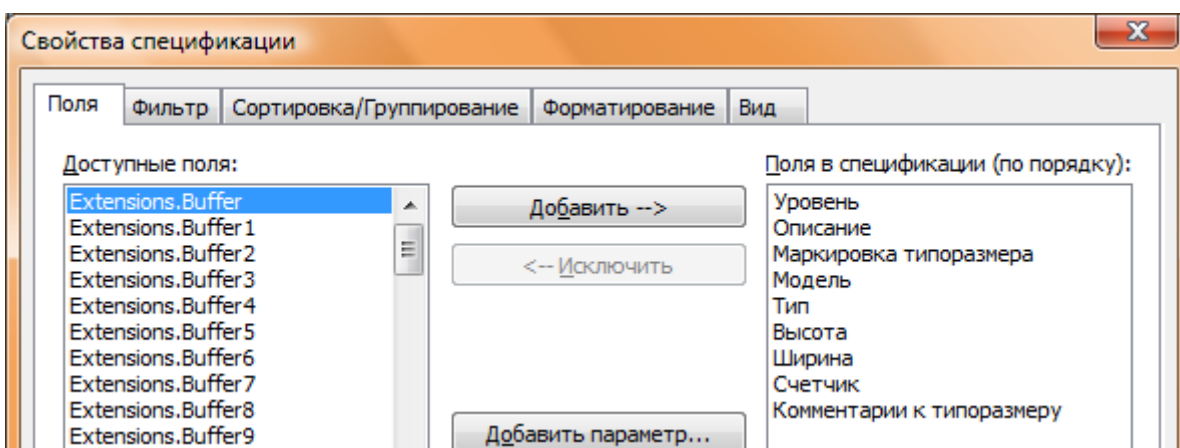 Свойства спецификации
Поля Фильтр Сортировка/Группирование Форматирование Вид
Доступные поля:
Поля в спецификации (по порядку):
Extensions.Buffer
Extensions.Buffer1
Extensions.Buffer2
Extensions.Buffer3
Extensions.Buffer4
Extensions.Buffer5
Extensions.Buffer6
Extensions.Buffer7
Extensions.Buffer8
Extensions.Buffer9
Добавить -->
<-- Исключить
Добавить параметр...
Уровень
Описание
Маркировка типоразмера
Модель
Тип
Высота
Ширина
Счетчик
Комментарии к типоразмеру